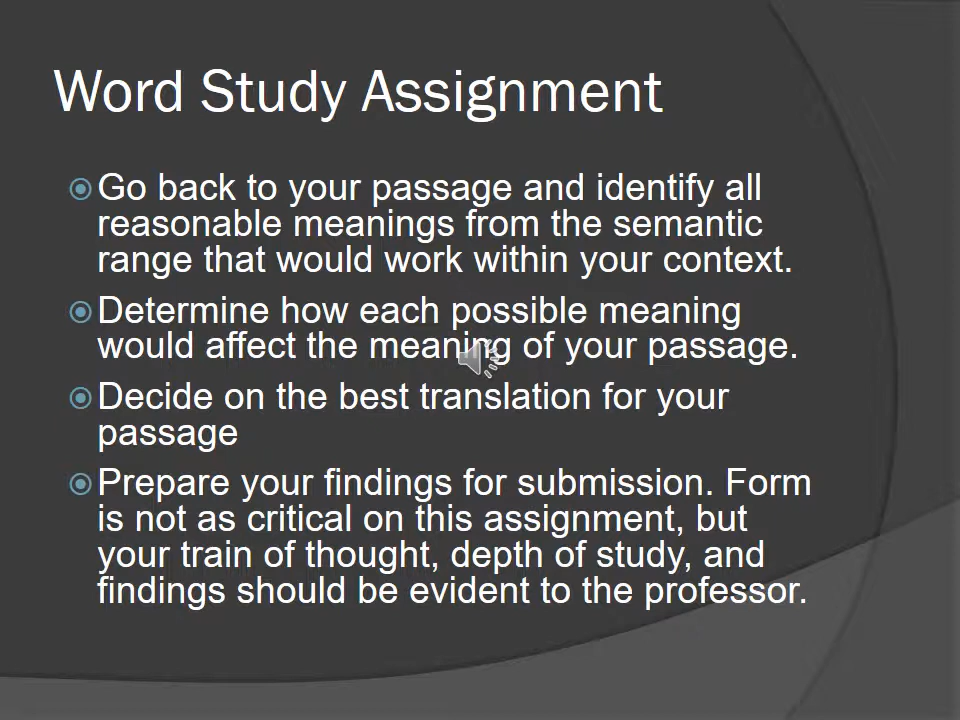 Word Study Assignment
Go back to your passage and identify all
reasonable meanings from the semantic
range that would work within your context.
Determine how each possible meaning
would affect the meaning of your passage.
Decide on the best translation for your
passage
Prepare your findings for submission. Form
is not as critical on this assignment, but
your train of thought, depth of study, and
findings should be evident to the professor.